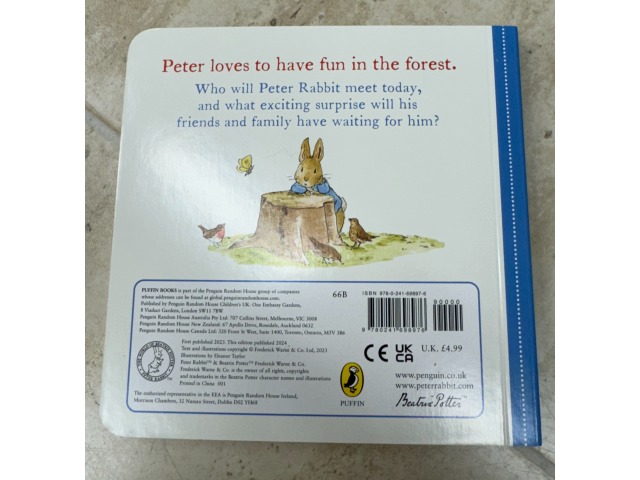 Peter loves to have fun in the forest.
Who will Peter Rabbit meet today,
and what exciting surprise will his
friends and family have waiting for him?
PUFFIN BOOKS is part of the Penguin Random House group of companies
whose addresses can be found at global.penguinrandomhouse.com.
Published by Penguin Random House Children's UK: One Embassy Gardens,
8 Viaduct Gardens, London SW11 7BW
Penguin Random House Australia Pty Ltd: 707 Collins Street, Melbourne, VIC 3008
Penguin Random House New Zealand: 67 Apollo Drive, Rosedale, Auckland 0632
Penguin Random House Canada Ltd: 320 Front St West, Suite 1400, Toronto, Ontario, M5V 3B6
66B
First published 2023. This edition published 2024
Text and illustrations copyright © Frederick Warne & Co. Ltd, 2023
Illustrations by Eleanor Taylor
Peter Rabbit™ & Beatrix Potter™ Frederick Warne & Co.
Frederick Warne & Co. is the owner of all rights, copyrights
and trademarks in the Beatrix Potter character names and illustrations
Printed in China 001
The authorized representative in the EEA is Penguin Random House Ireland,
Morrison Chambers, 32 Nassau Street, Dublin D02 YH68
PUFFIN
ISBN 978-0-241-69897-6
90000
9 780241 698976
CE UK CA U.K. £4.99
www.penguin.co.uk
www.peterrabbit.com
Beatrix Potter